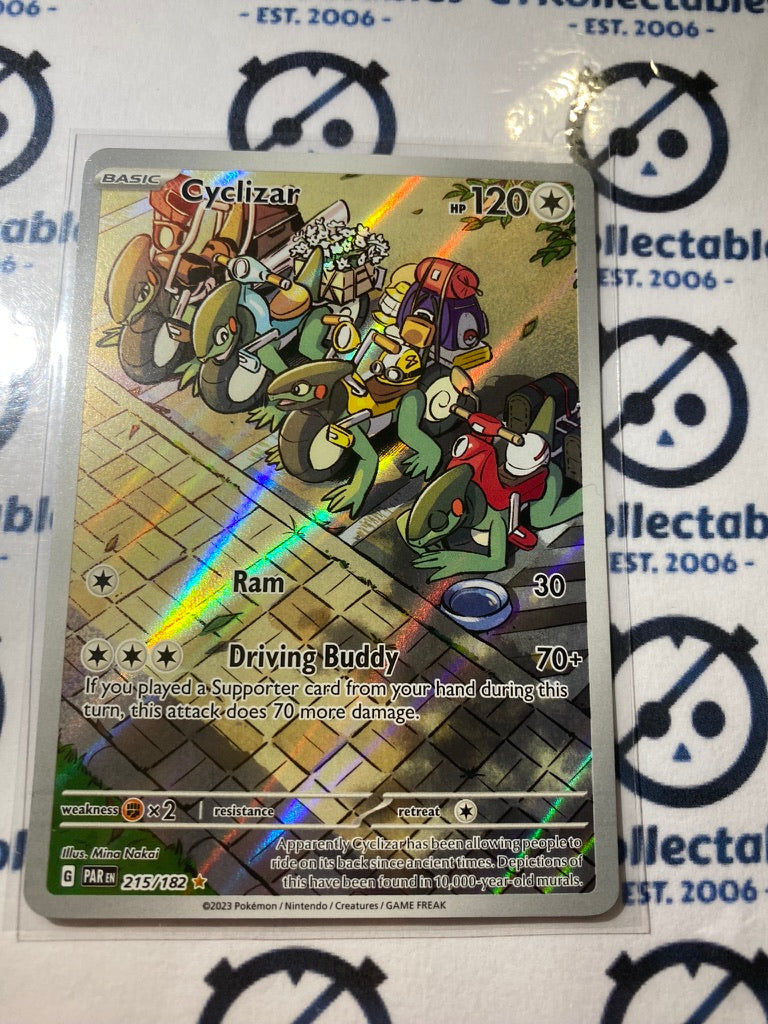 - EST. 2006 -
- EST. 2006 -
BASIC Cyclizar HP 120
Ram 30
Driving Buddy 70+
If you played a Supporter card from your hand during this
turn, this attack does 70 more damage.
weakness ×2 resistance retreat
Illus. Mina Nakai
Apparently Cyclizar has been allowing people to
ride on its back since ancient times. Depictions of
this have been found in 10,000-year-old murals.
G PAR EN 215/182
©2023 Pokémon / Nintendo / Creatures / GAME FREAK
EST. 2006 -
EST. 2006 -
EST. 2006 -